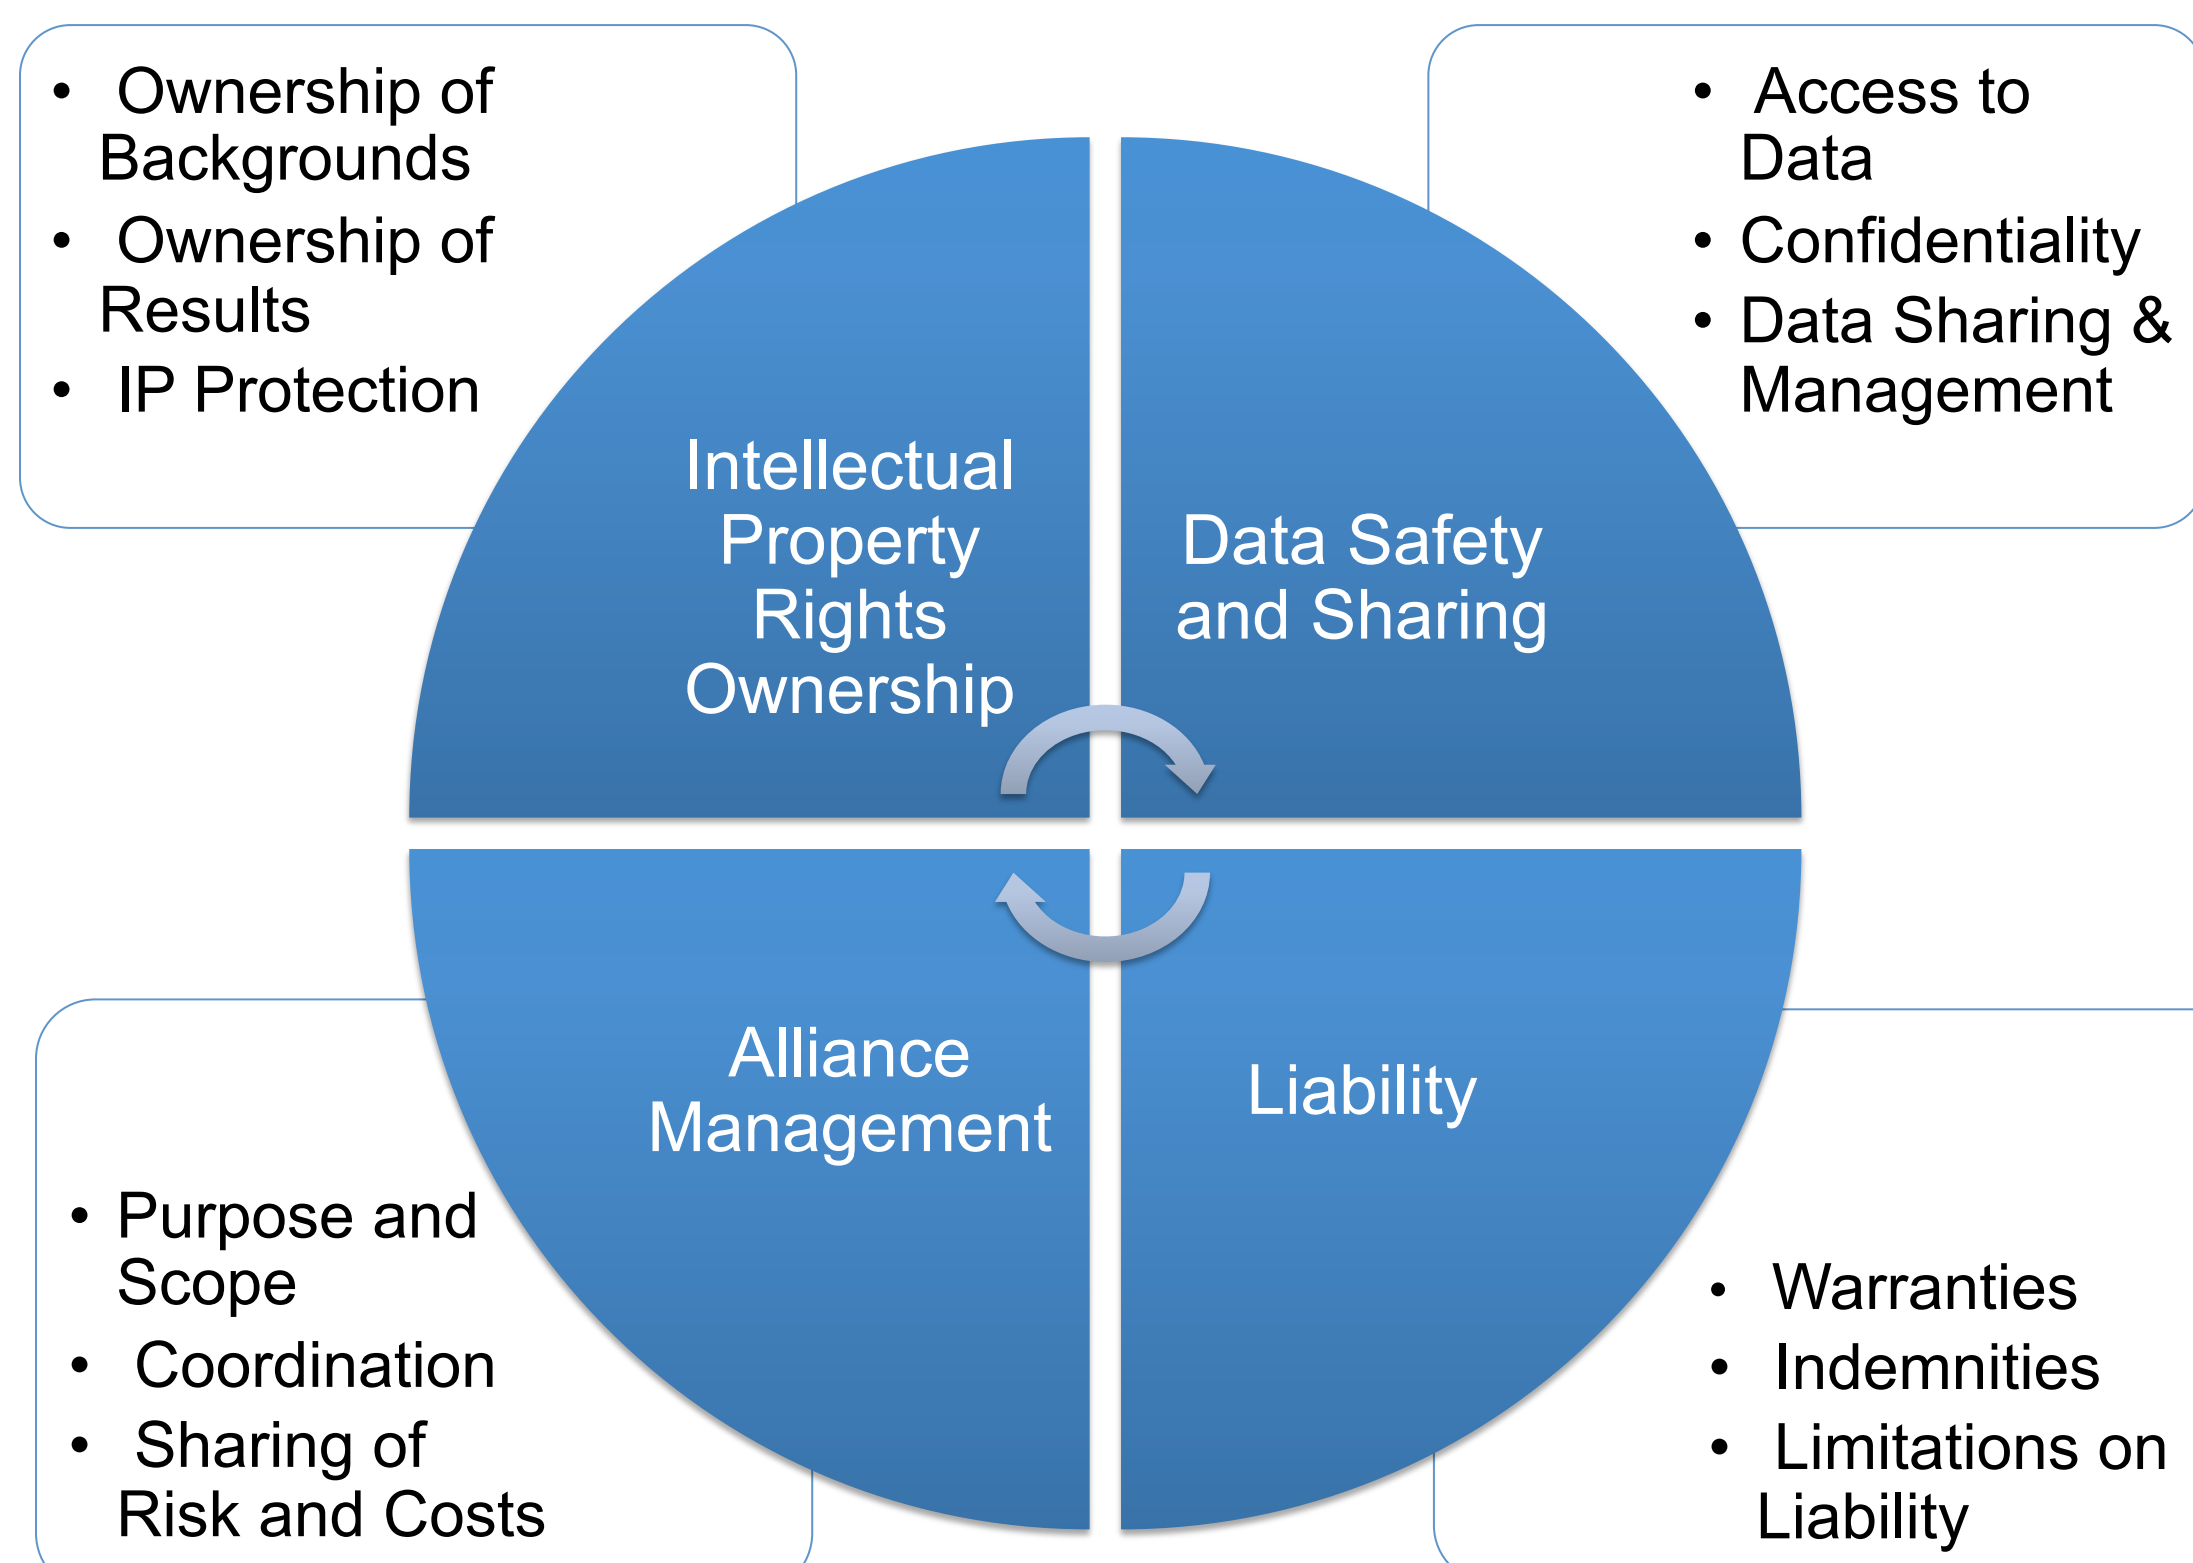 • Ownership of
Backgrounds
• Ownership of
Results
• IP Protection
• Access to
Data
• Confidentiality
• Data Sharing &
Management
Intellectual
Property
Rights
Ownership
Data Safety
and Sharing
Alliance
Management
Liability
• Purpose and
Scope
• Coordination
• Sharing of
Risk and Costs
• Warranties
• Indemnities
• Limitations on
Liability